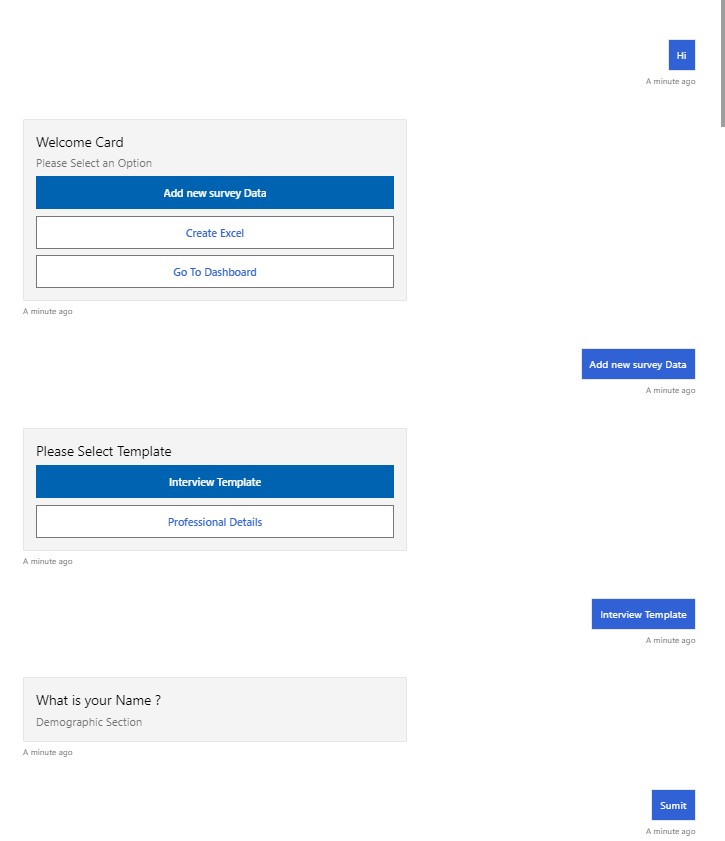 Hi
A minute ago
Welcome Card
Please Select an Option
Add new survey Data
Create Excel
Go To Dashboard
A minute ago
Add new survey Data
A minute ago
Please Select Template
Interview Template
Professional Details
A minute ago
Interview Template
A minute ago
What is your Name ?
Demographic Section
A minute ago
Sumit
A minute ago